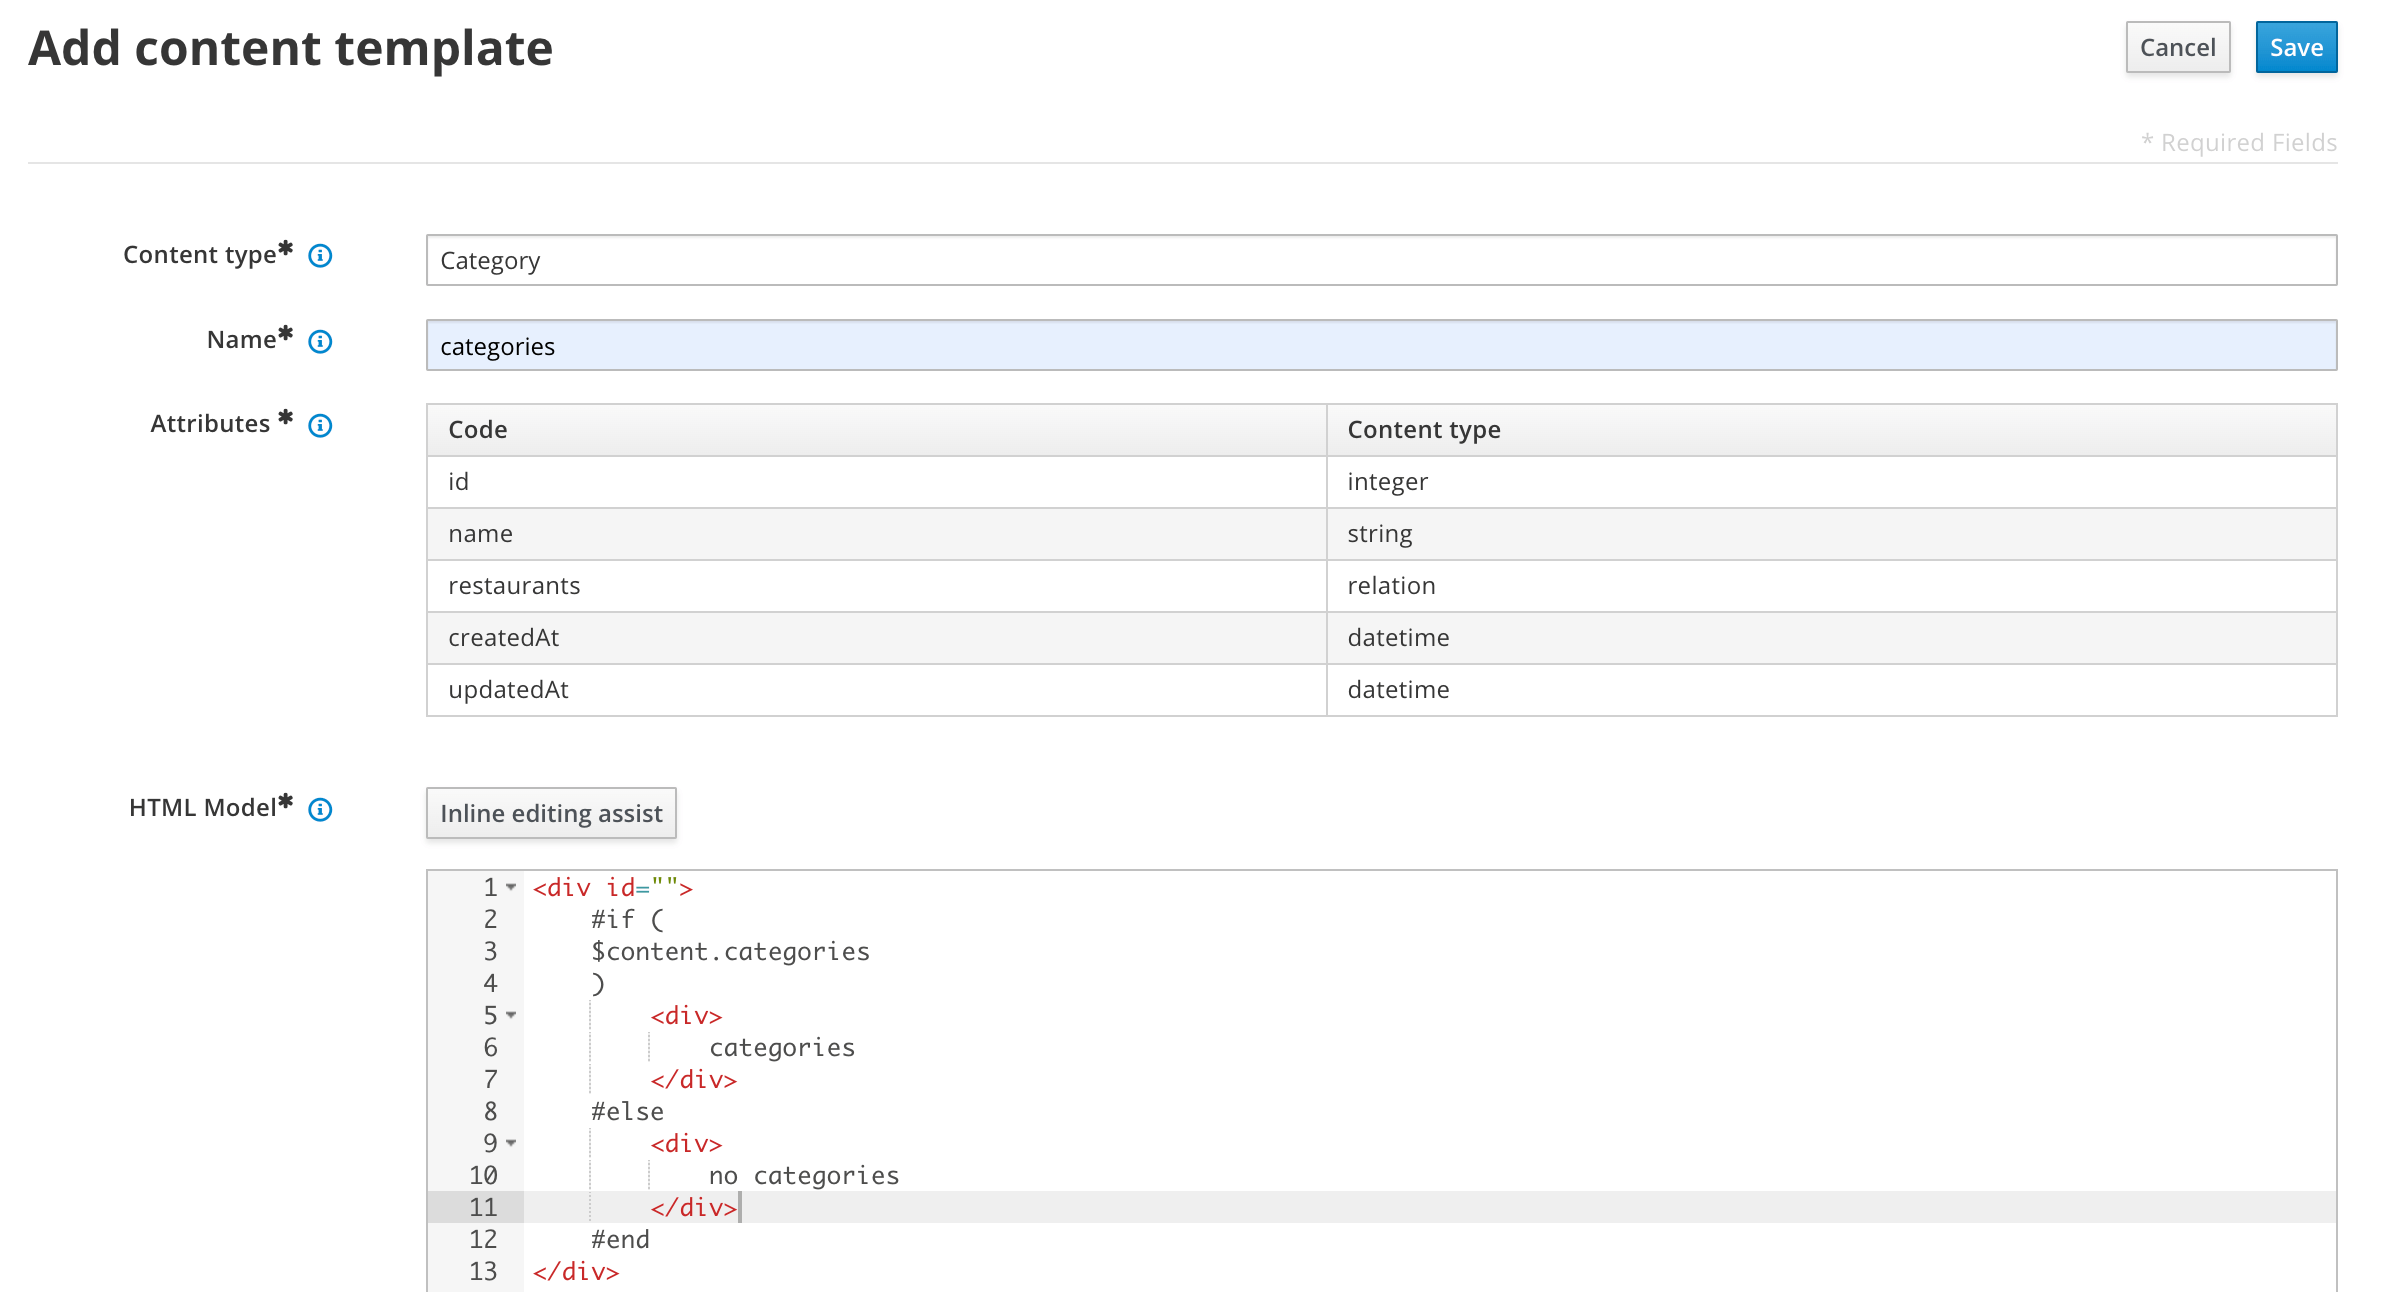 Add content template
Cancel
Save
* Required Fields
Content type*
Category
Name*
categories
Attributes *
Code Content type
id integer
name string
restaurants relation
createdAt datetime
updatedAt datetime
HTML Model*
Inline editing assist
1 <div id="">
2 #if (
3 $content.categories
4 )
5 <div>
6 categories
7 </div>
8 #else
9 <div>
10 no categories
11 </div>
12 #end
13 </div>